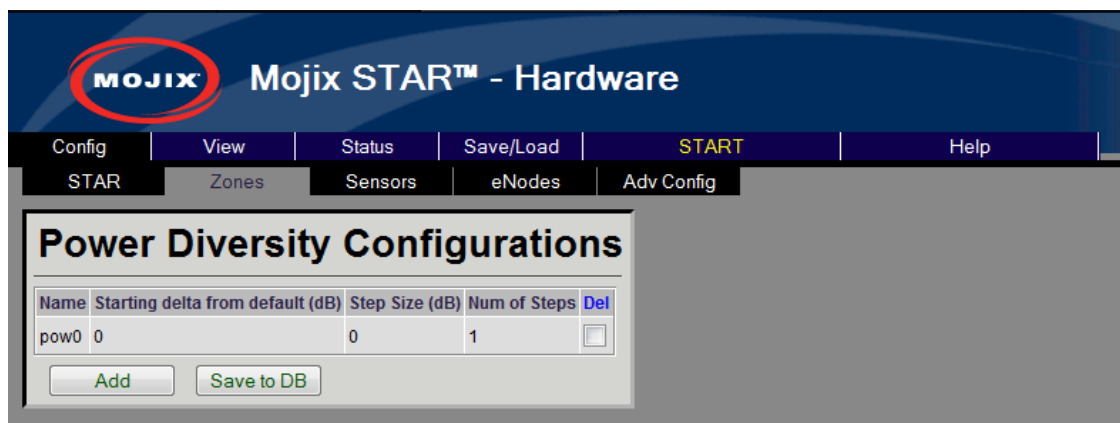 MOJIX Mojix STAR™ - Hardware
Config View Status Save/Load START Help
STAR Zones Sensors eNodes Adv Config
Power Diversity Configurations
Name Starting delta from default (dB) Step Size (dB) Num of Steps Del
pow0 0 0 1
Add Save to DB